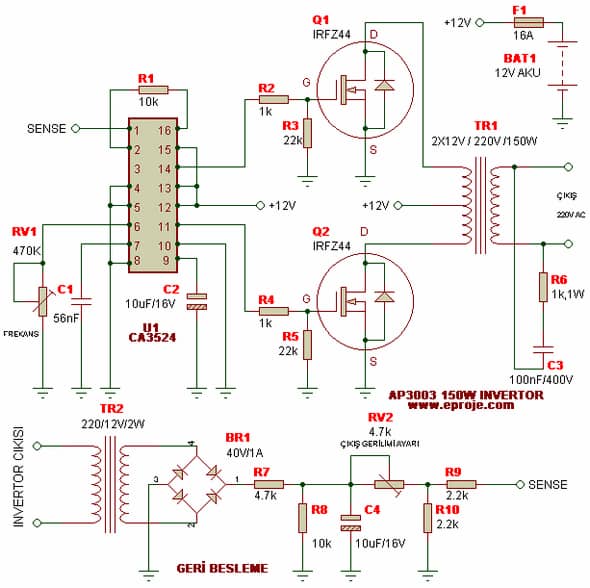 Q1
IRFZ44
D
G
S
+12V
F1
16A
BAT1
12V AKU
R1
10k
SENSE
1
2
3
4
5
6
7
8
16
15
14
13
12
11
10
9
R2
1k
R3
22k
TR1
2X12V / 220V /150W
+12V
+12V
ÇIKIŞ
220V AC
RV1
470K
FREKANS
C1
56nF
C2
10uF/16V
U1
CA3524
Q2
IRFZ44
D
G
S
R4
1k
R5
22k
R6
1k,1W
C3
100nF/400V
AP3003 150W INVERTOR
www.eproje.com
TR2
220/12V/2W
INVERTOR CIKISI
BR1
40V/1A
4
3
1
2
R7
4.7k
R8
10k
C4
10uF/16V
RV2
4.7k
ÇIKIŞ GERILIMI AYARI
R9
2.2k
R10
2.2k
SENSE
GERİ BESLEME